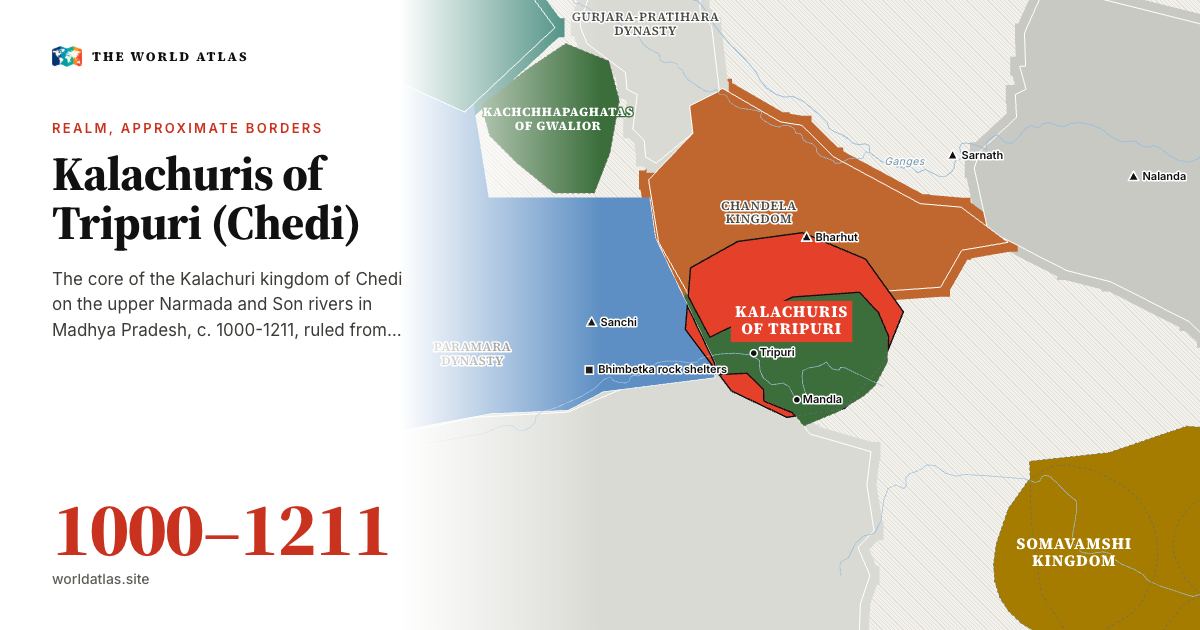 THE WORLD ATLAS
REALM, APPROXIMATE BORDERS
Kalachuris of
Tripuri (Chedi)
The core of the Kalachuri kingdom of Chedi
on the upper Narmada and Son rivers in
Madhya Pradesh, c. 1000-1211, ruled from...
1000–1211
worldatlas.site
GURJARA-PRATIHARA
DYNASTY
KACHCHHAPAGHATAS
OF GWALIOR
Ganges
Sarnath
Nalanda
CHANDELA
KINGDOM
Bharhut
KALACHURIS
OF TRIPURI
Sanchi
PARAMARA
DYNASTY
Tripuri
Bhimbetka rock shelters
Mandla
SOMAVAMSHI
KINGDOM